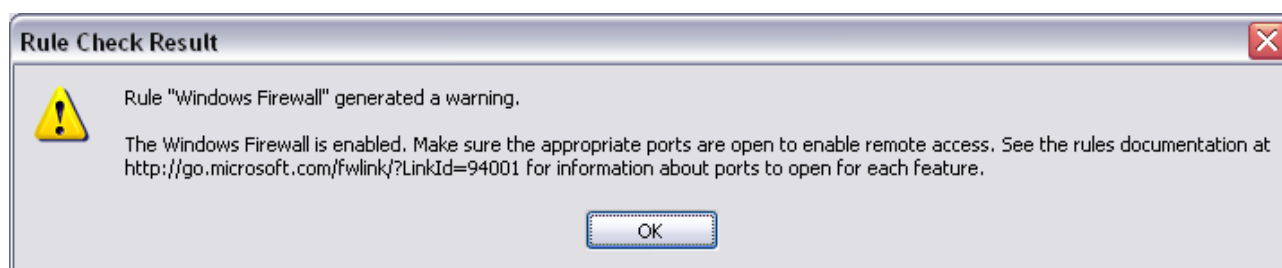 Rule Check Result
Rule "Windows Firewall" generated a warning.
The Windows Firewall is enabled. Make sure the appropriate ports are open to enable remote access. See the rules documentation at
http://go.microsoft.com/fwlink/?LinkId=94001 for information about ports to open for each feature.
OK